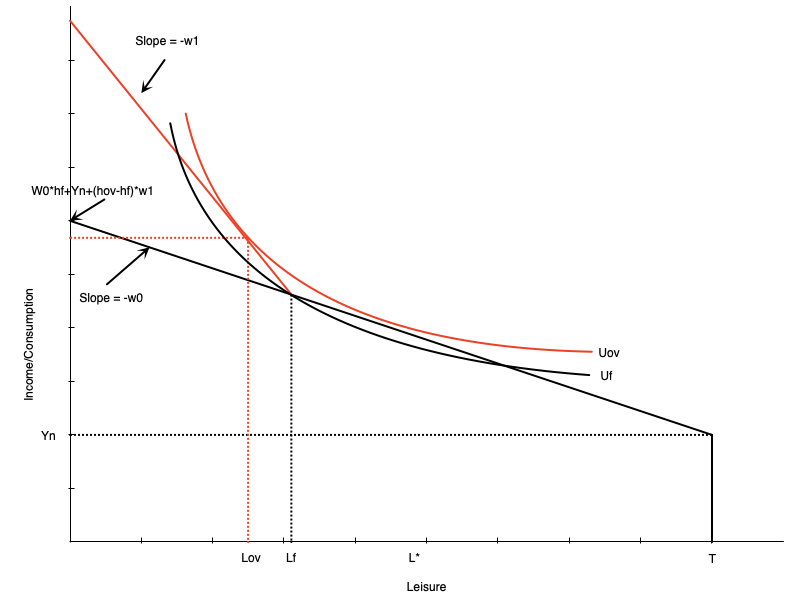 Slope = -w1
W0*hf+Yn+(hov-hf)*w1
Slope = -w0
Income/Consumption
Uov
Uf
Yn
Lov
Lf
L*
T
Leisure